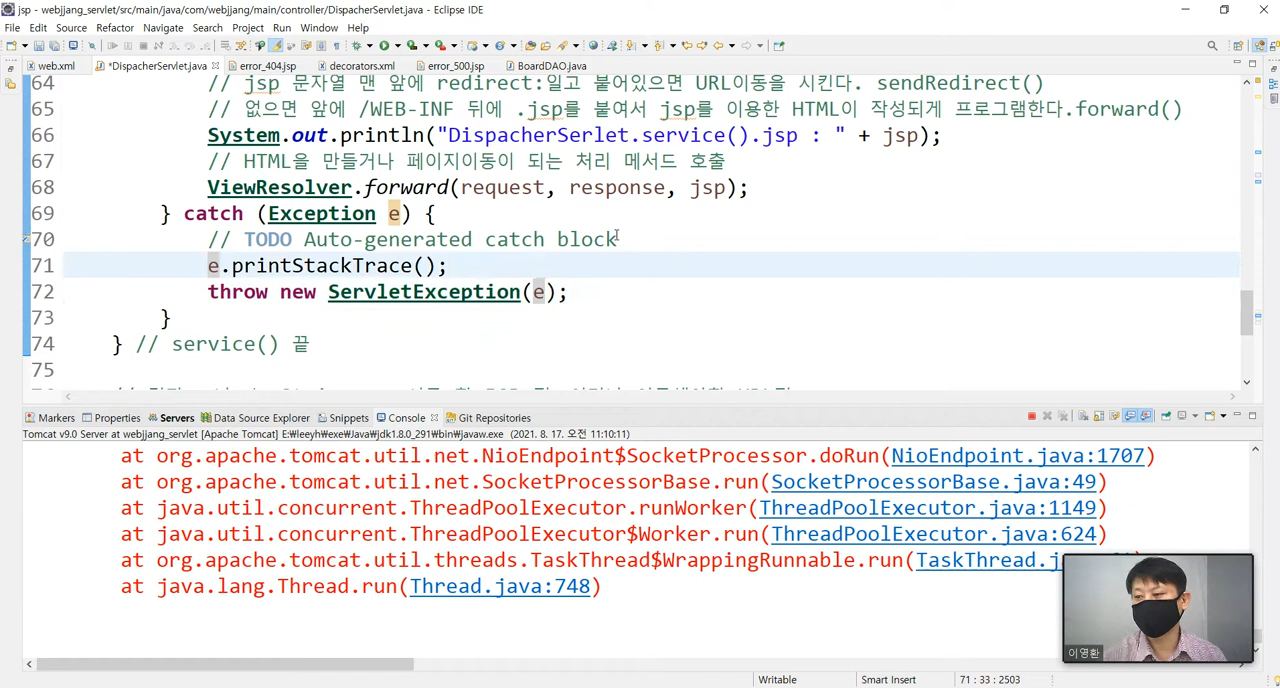 jsp - webjjang_servlet/src/main/java/com/webjjang/main/controller/DispacherServlet.java - Eclipse IDE
File Edit Source Refactor Navigate Search Project Run Window Help
web.xml *DispacherServlet.java error_404.jsp decorators.xml error_500.jsp BoardDAO.java
64 // jsp 문자열 맨 앞에 redirect:일고 붙어있으면 URL이동을 시킨다. sendRedirect()
65 // 없으면 앞에 /WEB-INF 뒤에 .jsp를 붙여서 jsp를 이용한 HTML이 작성되게 프로그램한다.forward()
66 System.out.println("DispacherSerlet.service().jsp : " + jsp);
67 // HTML을 만들거나 페이지이동이 되는 처리 메서드 호출
68 ViewResolver.forward(request, response, jsp);
69 } catch (Exception e) {
70 // TODO Auto-generated catch block
71 e.printStackTrace();
72 throw new ServletException(e);
73 }
74 } // service() 끝
75
Markers Properties Servers Data Source Explorer Snippets Console Git Repositories
Tomcat v9.0 Server at webjjang_servlet [Apache Tomcat] E:\leeyh\exe\Java\jdk1.8.0_291\bin\javaw.exe (2021. 8. 17. 오전 11:10:11)
at org.apache.tomcat.util.net.NioEndpoint$SocketProcessor.doRun(NioEndpoint.java:1707)
at org.apache.tomcat.util.net.SocketProcessorBase.run(SocketProcessorBase.java:49)
at java.util.concurrent.ThreadPoolExecutor.runWorker(ThreadPoolExecutor.java:1149)
at java.util.concurrent.ThreadPoolExecutor$Worker.run(ThreadPoolExecutor.java:624)
at org.apache.tomcat.util.threads.TaskThread$WrappingRunnable.run(TaskThread.j
at java.lang.Thread.run(Thread.java:748)
이영환
Writable Smart Insert 71 : 33 : 2503